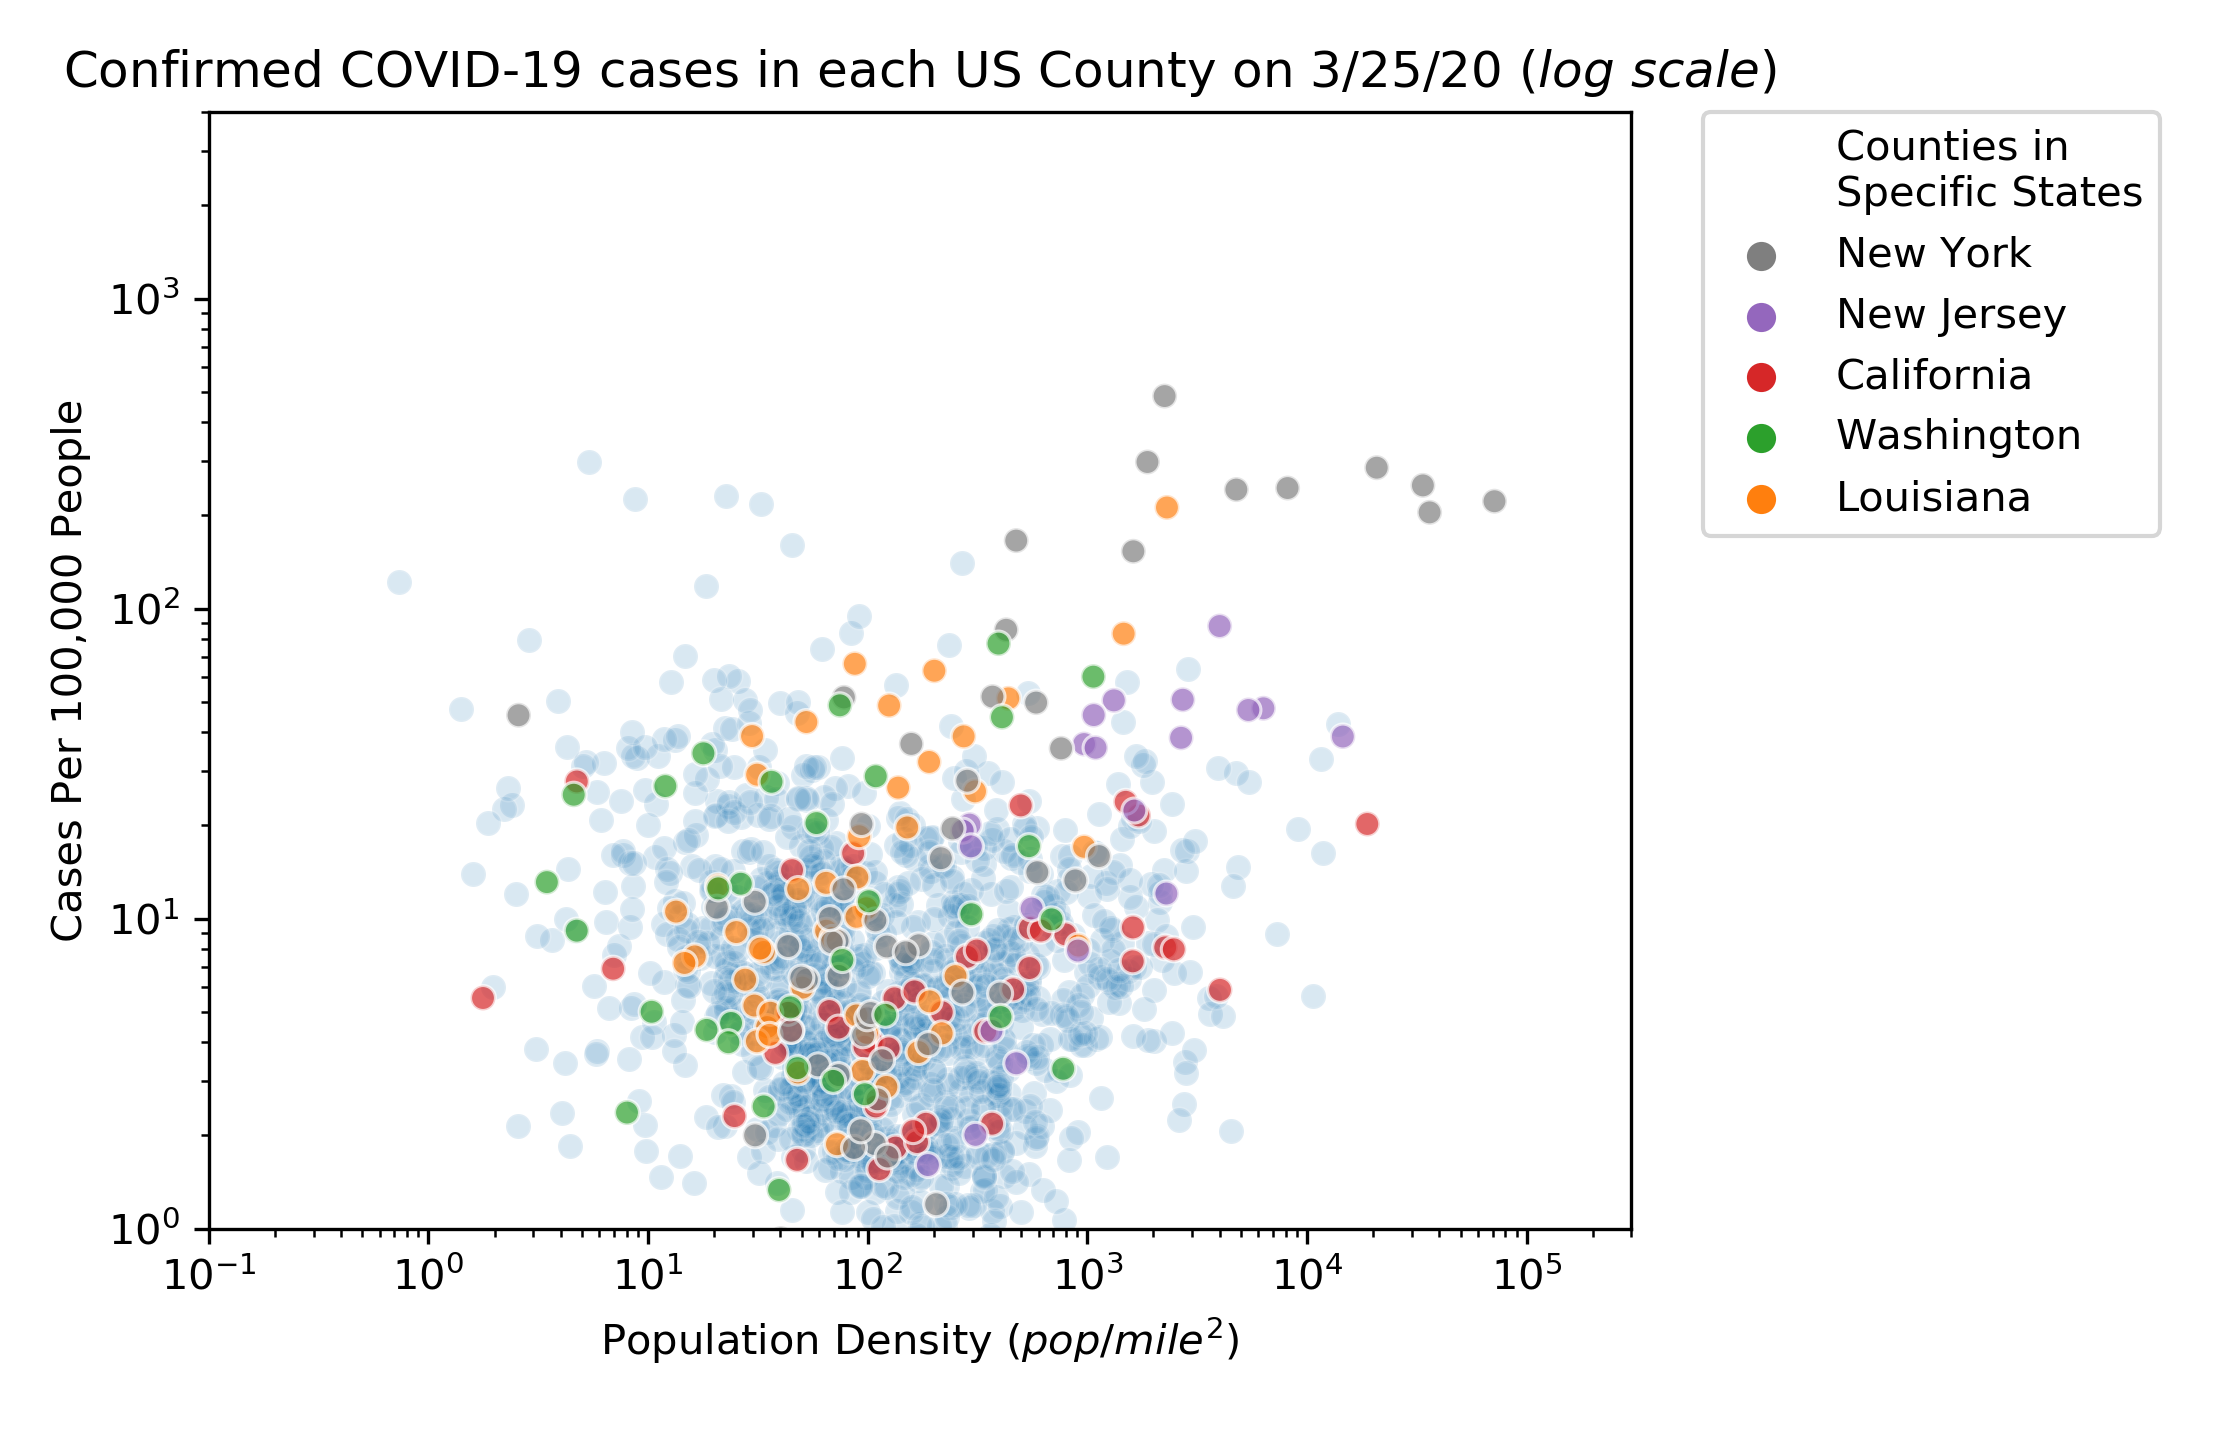 Confirmed COVID-19 cases in each US County on 3/25/20 (log scale)
Counties in
Specific States
New York
New Jersey
California
Washington
Louisiana
Cases Per 100,000 People
10³
10²
10¹
10⁰
10⁻¹ 10⁰ 10¹ 10² 10³ 10⁴ 10⁵
Population Density (pop/mile²)